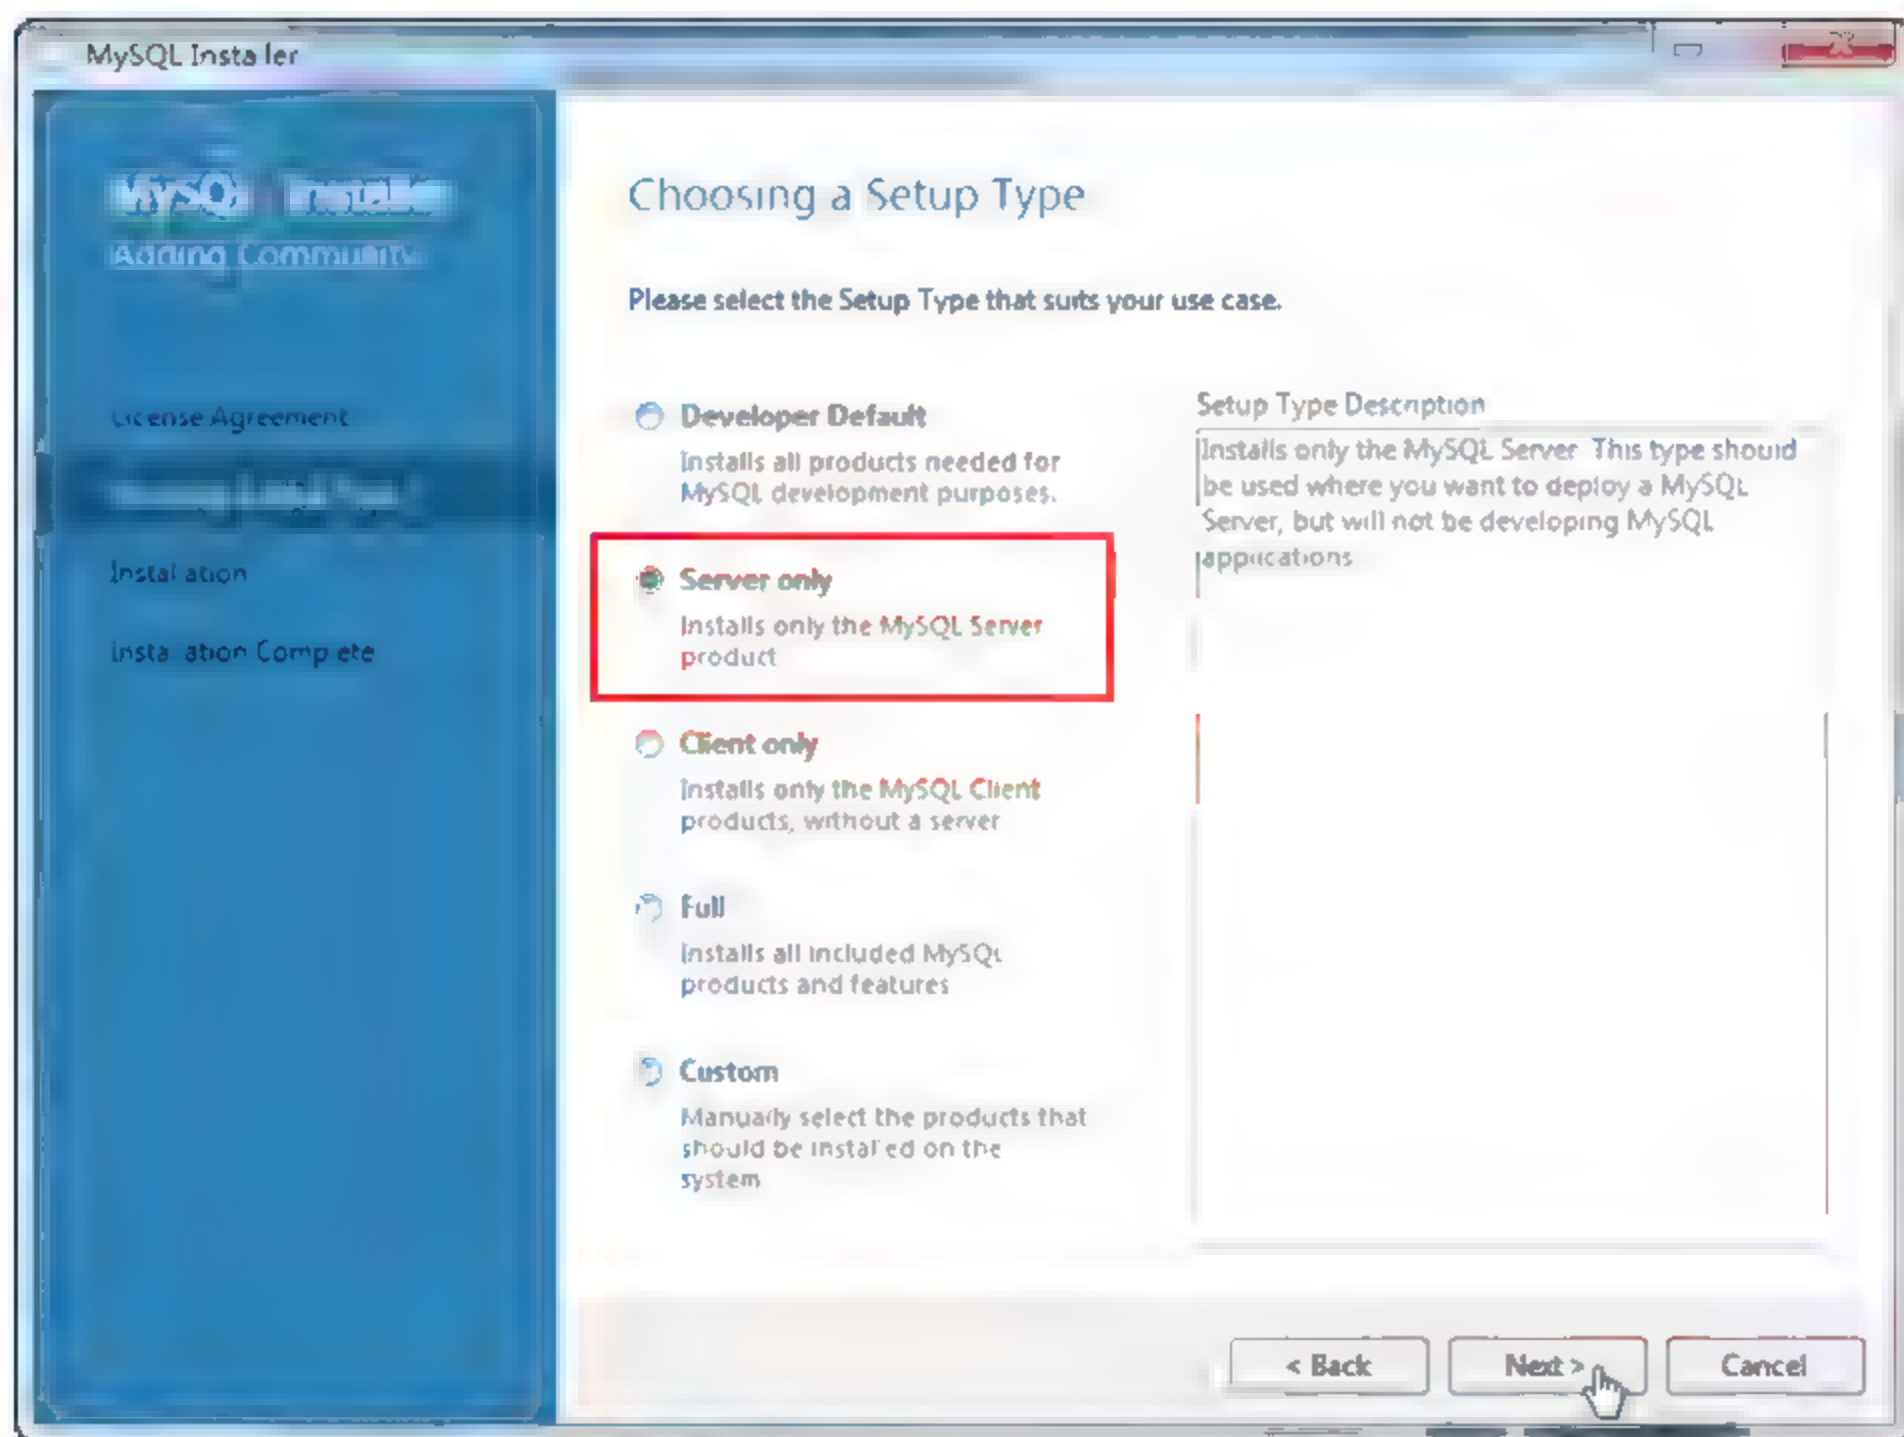 MySQL Installer
MySQL Installer
Adding Community
License Agreement
Installation
Installation Complete
Choosing a Setup Type
Please select the Setup Type that suits your use case.
Developer Default
Installs all products needed for
MySQL development purposes.
Server only
Installs only the MySQL Server
product
Client only
Installs only the MySQL Client
products, without a server
Full
Installs all included MySQL
products and features
Custom
Manually select the products that
should be installed on the
system
Setup Type Description
Installs only the MySQL Server. This type should
be used where you want to deploy a MySQL
Server, but will not be developing MySQL
applications
< Back
Next >
Cancel